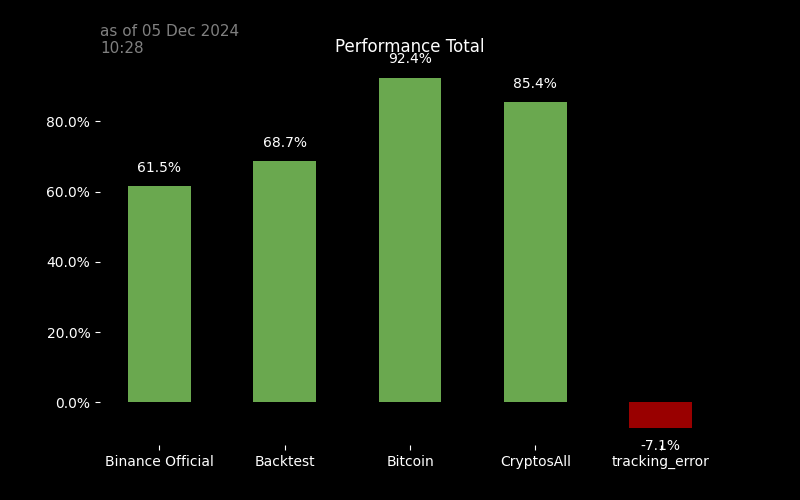 as of 05 Dec 2024
10:28
Performance Total
92.4%
85.4%
80.0%
68.7%
61.5%
60.0%
40.0%
20.0%
0.0%
-7.1%
Binance Official
Backtest
Bitcoin
CryptosAll
tracking_error